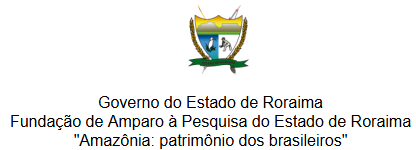 Governo do Estado de Roraima
Fundação de Amparo à Pesquisa do Estado de Roraima
"Amazônia: patrimônio dos brasileiros"